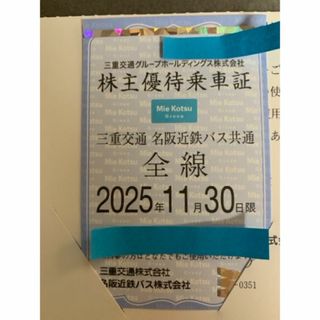 三重交通グループホールディングス株式会社
株主優待乗車証
Mie Kotsu
Group
三重交通 名阪近鉄バス共通
全線
2025年11月30日限
三重交通株式会社
名阪近鉄バス株式会社
-0351